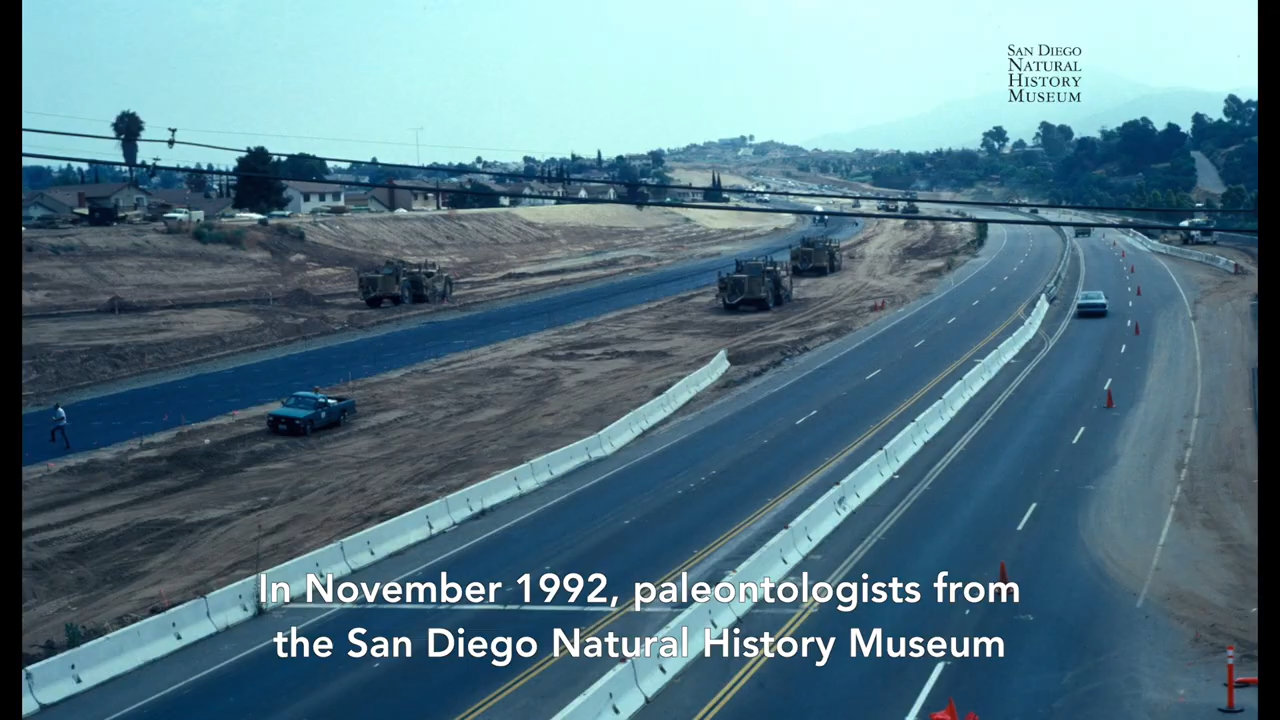 San Diego
Natural
History
Museum
In November 1992, paleontologists from
the San Diego Natural History Museum